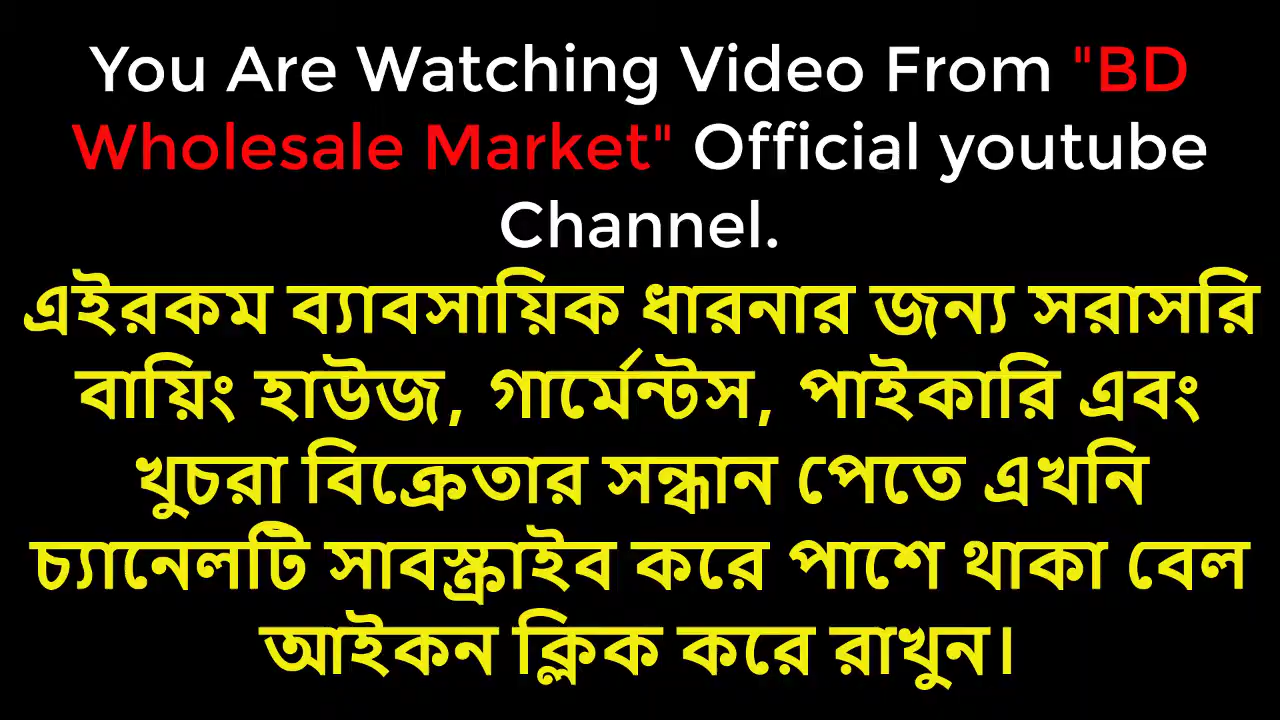 You Are Watching Video From "BD
Wholesale Market" Official youtube
Channel.
এইরকম ব্যাবসায়িক ধারনার জন্য সরাসরি
বায়িং হাউজ, গার্মেন্টস, পাইকারি এবং
খুচরা বিক্রেতার সন্ধান পেতে এখনি
চ্যানেলটি সাবস্ক্রাইব করে পাশে থাকা বেল
আইকন ক্লিক করে রাখুন।